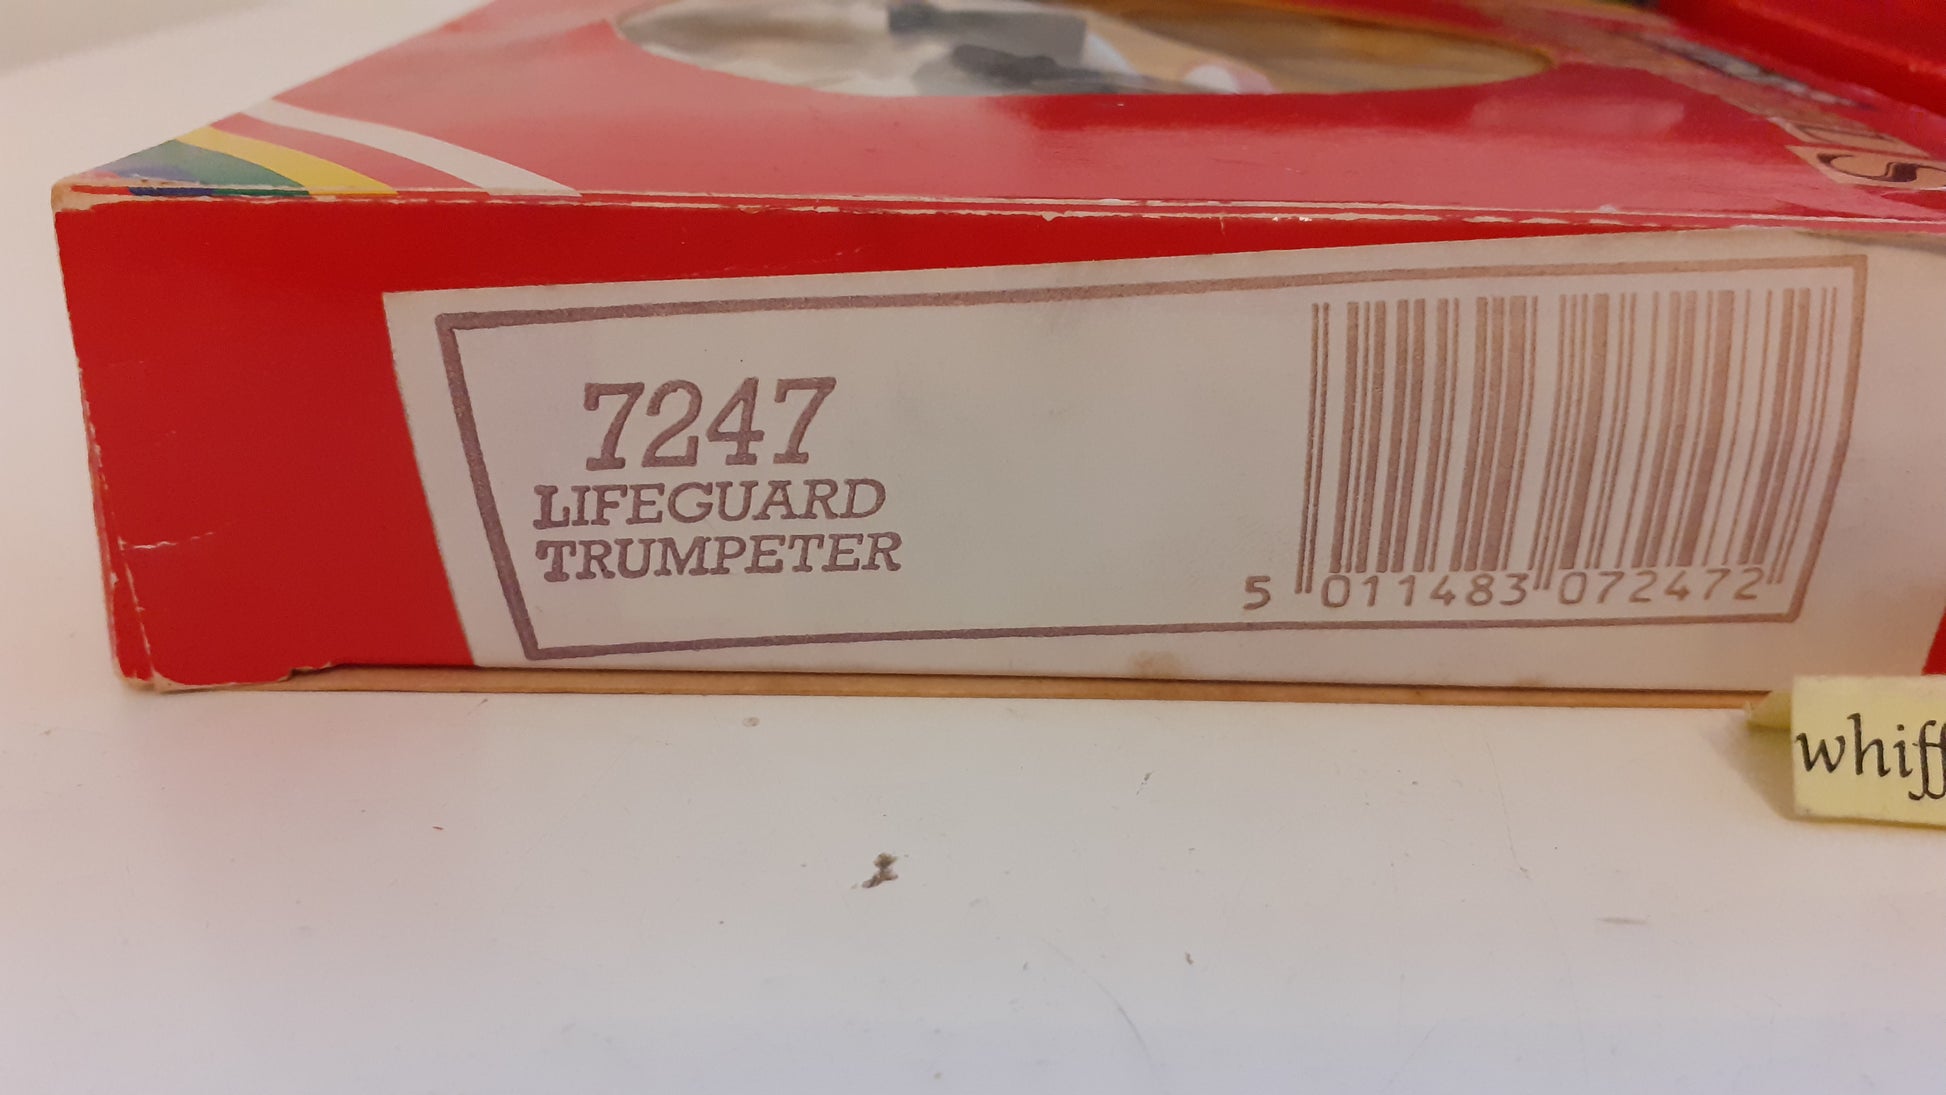 7247
LIFEGUARD
TRUMPETER
5 011483 072472
whiff